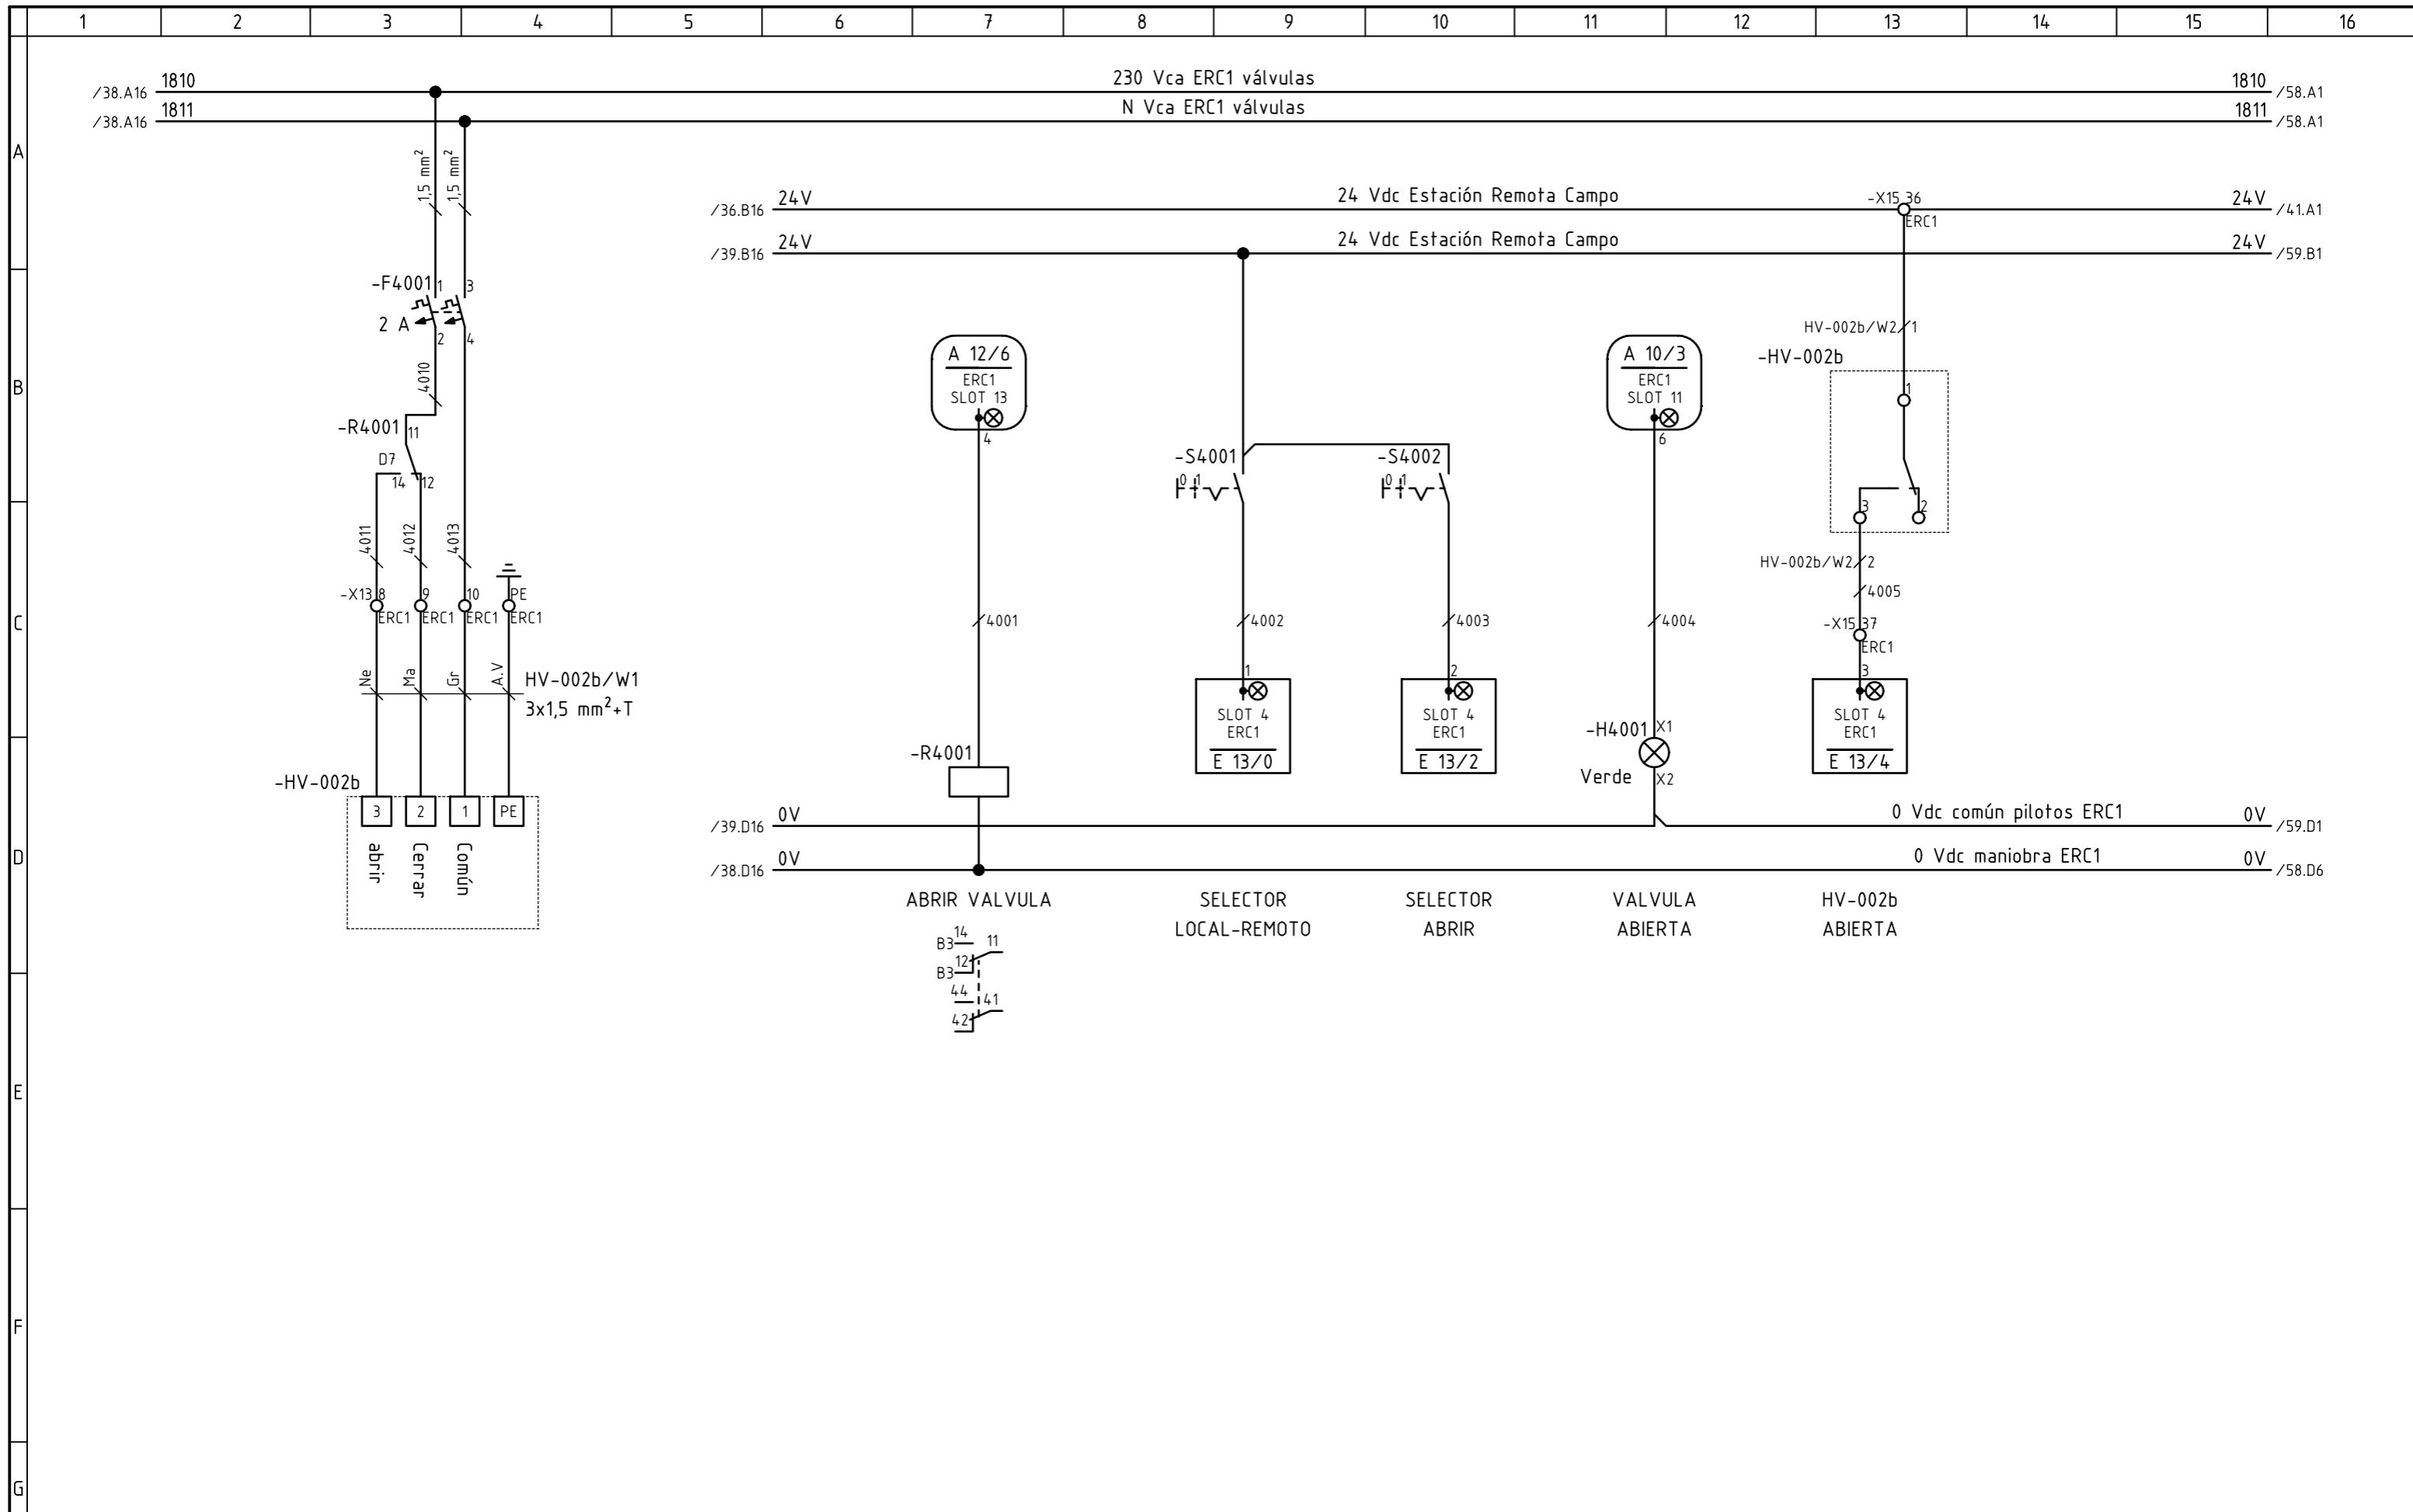 1 2 3 4 5 6 7 8 9 10 11 12 13 14 15 16
A
B
C
D
E
F
G
/38.A16 1810 230 Vca ERC1 válvulas 1810 /58.A1
/38.A16 1811 N Vca ERC1 válvulas 1811 /58.A1
1,5 mm² 1,5 mm²
/36.B16 24V 24 Vdc Estación Remota Campo -X15 36 24V /41.A1
ERC1
/39.B16 24V 24 Vdc Estación Remota Campo 24V /59.B1
-F4001 1 3
2 A
2 4
4010
-R4001 11
D7
14 12
4011 4012 4013
-X13 8 9 10 PE
ERC1 ERC1 ERC1 ERC1
Ne Ma Gr A.V
HV-002b/W1
3x1,5 mm²+T
-HV-002b
3 2 1 PE
abrir Cerrar Común
A 12/6
ERC1
SLOT 13
4
4001
-R4001
-S4001
0 1
4002
1
SLOT 4
ERC1
E 13/0
-S4002
0 1
4003
2
SLOT 4
ERC1
E 13/2
A 10/3
ERC1
SLOT 11
6
4004
-H4001 X1
Verde X2
HV-002b/W2 1
-HV-002b
1
3 2
HV-002b/W2 2
4005
-X15 37
ERC1
3
SLOT 4
ERC1
E 13/4
/39.D16 0V 0 Vdc común pilotos ERC1 0V /59.D1
/38.D16 0V 0 Vdc maniobra ERC1 0V /58.D6
ABRIR VALVULA
SELECTOR
LOCAL-REMOTO
SELECTOR
ABRIR
VALVULA
ABIERTA
HV-002b
ABIERTA
B3 14 11
B3 12
44 41
42